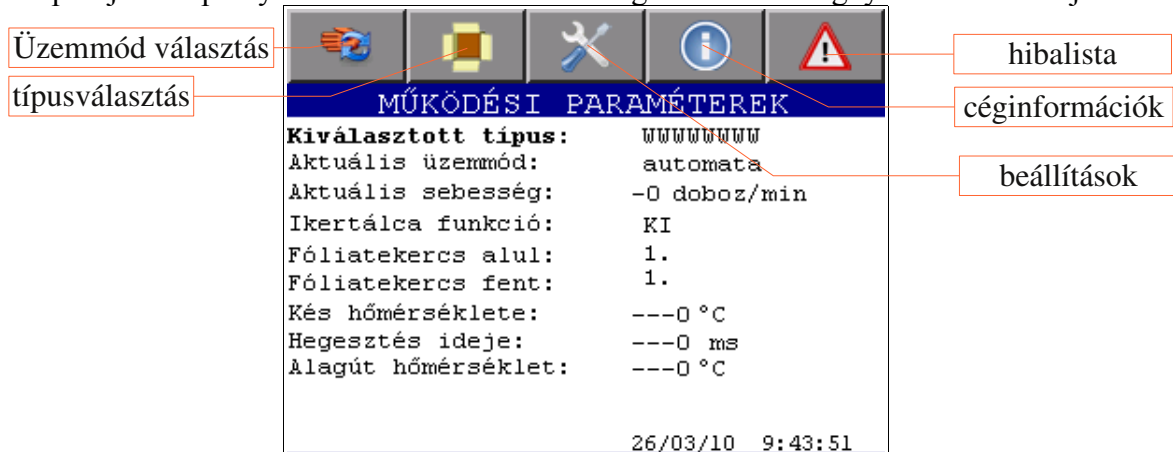 Üzemmód választás
típusválasztás
hibalista
céginformációk
beállítások
MŰKÖDÉSI PARAMÉTEREK
Kiválasztott típus: WWWWWWWW
Aktuális üzemmód: automata
Aktuális sebesség: -0 doboz/min
Ikertálca funkció: KI
Fóliatekercs alul: 1.
Fóliatekercs fent: 1.
Kés hőmérséklete: ---0 °C
Hegesztés ideje: ---0 ms
Alagút hőmérséklet: ---0 °C
26/03/10 9:43:51